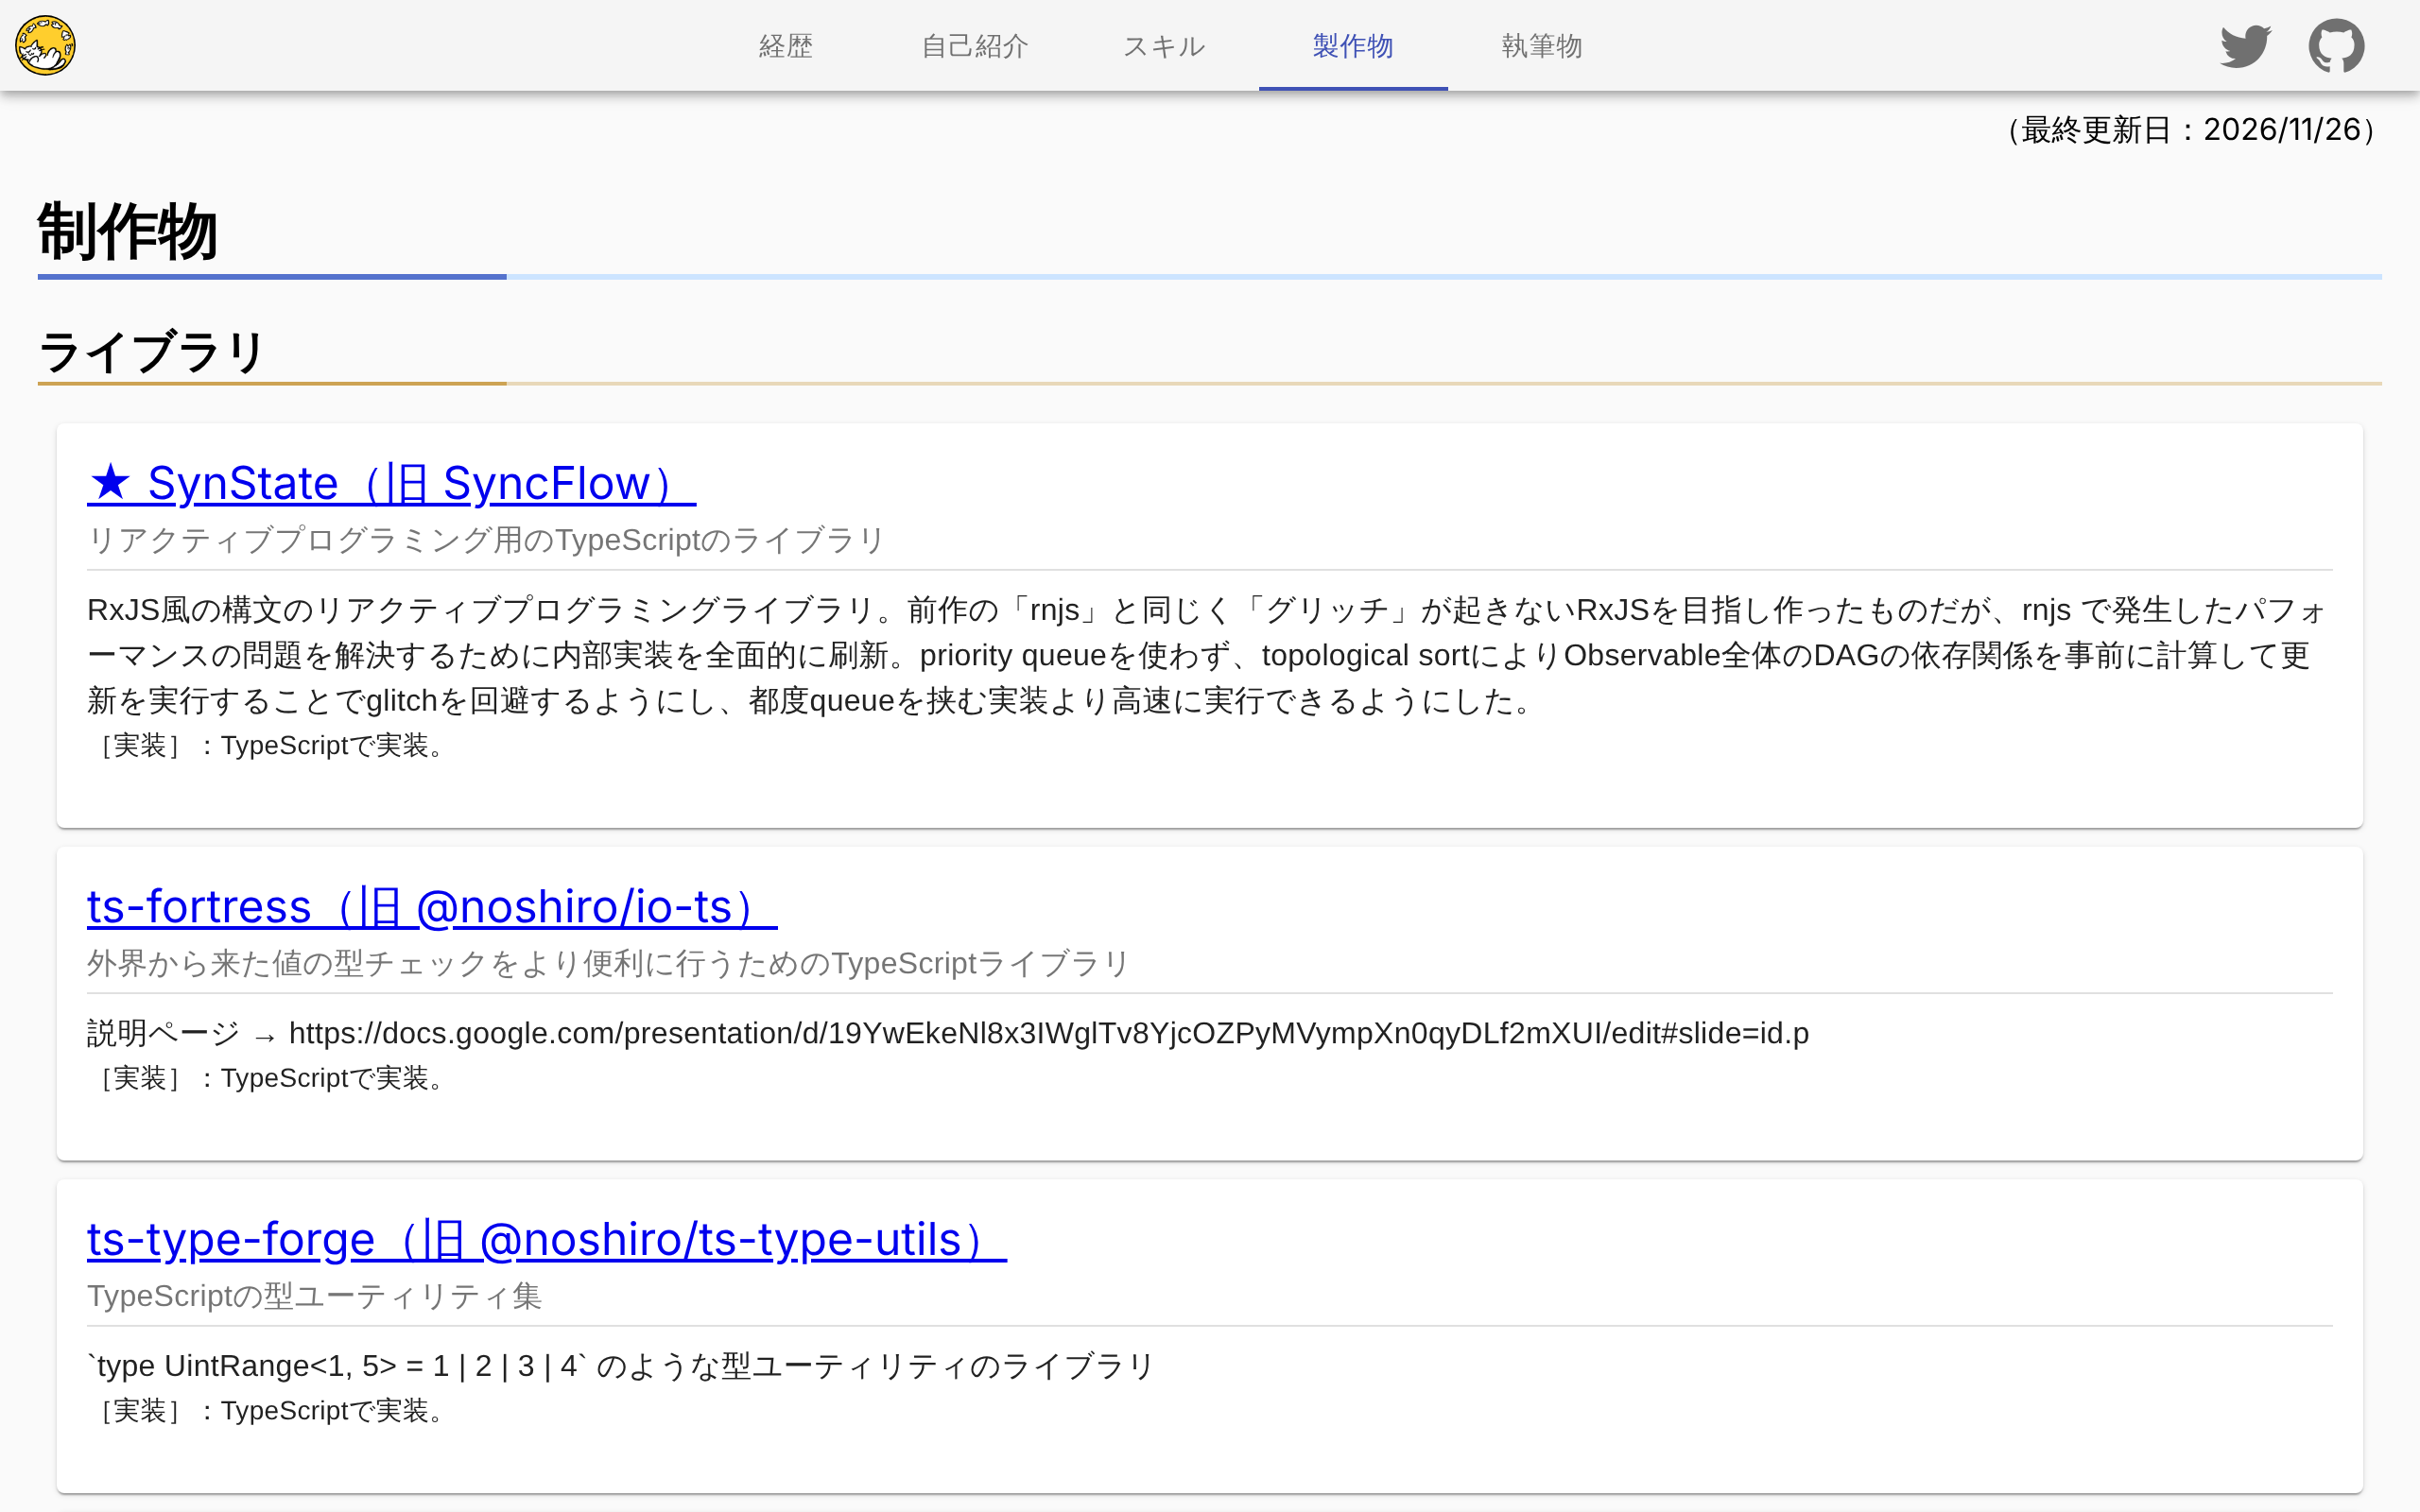 経歴 自己紹介 スキル 製作物 執筆物
（最終更新日：2026/11/26）
制作物
ライブラリ
★ SynState（旧 SyncFlow）
リアクティブプログラミング用のTypeScriptのライブラリ
RxJS風の構文のリアクティブプログラミングライブラリ。前作の「rnjs」と同じく「グリッチ」が起きないRxJSを目指し作ったものだが、rnjs で発生したパフォ
ーマンスの問題を解決するために内部実装を全面的に刷新。priority queueを使わず、topological sortによりObservable全体のDAGの依存関係を事前に計算して更
新を実行することでglitchを回避するようにし、都度queueを挟む実装より高速に実行できるようにした。
［実装］：TypeScriptで実装。
ts-fortress（旧 @noshiro/io-ts）
外界から来た値の型チェックをより便利に行うためのTypeScriptライブラリ
説明ページ → https://docs.google.com/presentation/d/19YwEkeNl8x3IWglTv8YjcOZPyMVympXn0qyDLf2mXUI/edit#slide=id.p
［実装］：TypeScriptで実装。
ts-type-forge（旧 @noshiro/ts-type-utils）
TypeScriptの型ユーティリティ集
`type UintRange<1, 5> = 1 | 2 | 3 | 4` のような型ユーティリティのライブラリ
［実装］：TypeScriptで実装。